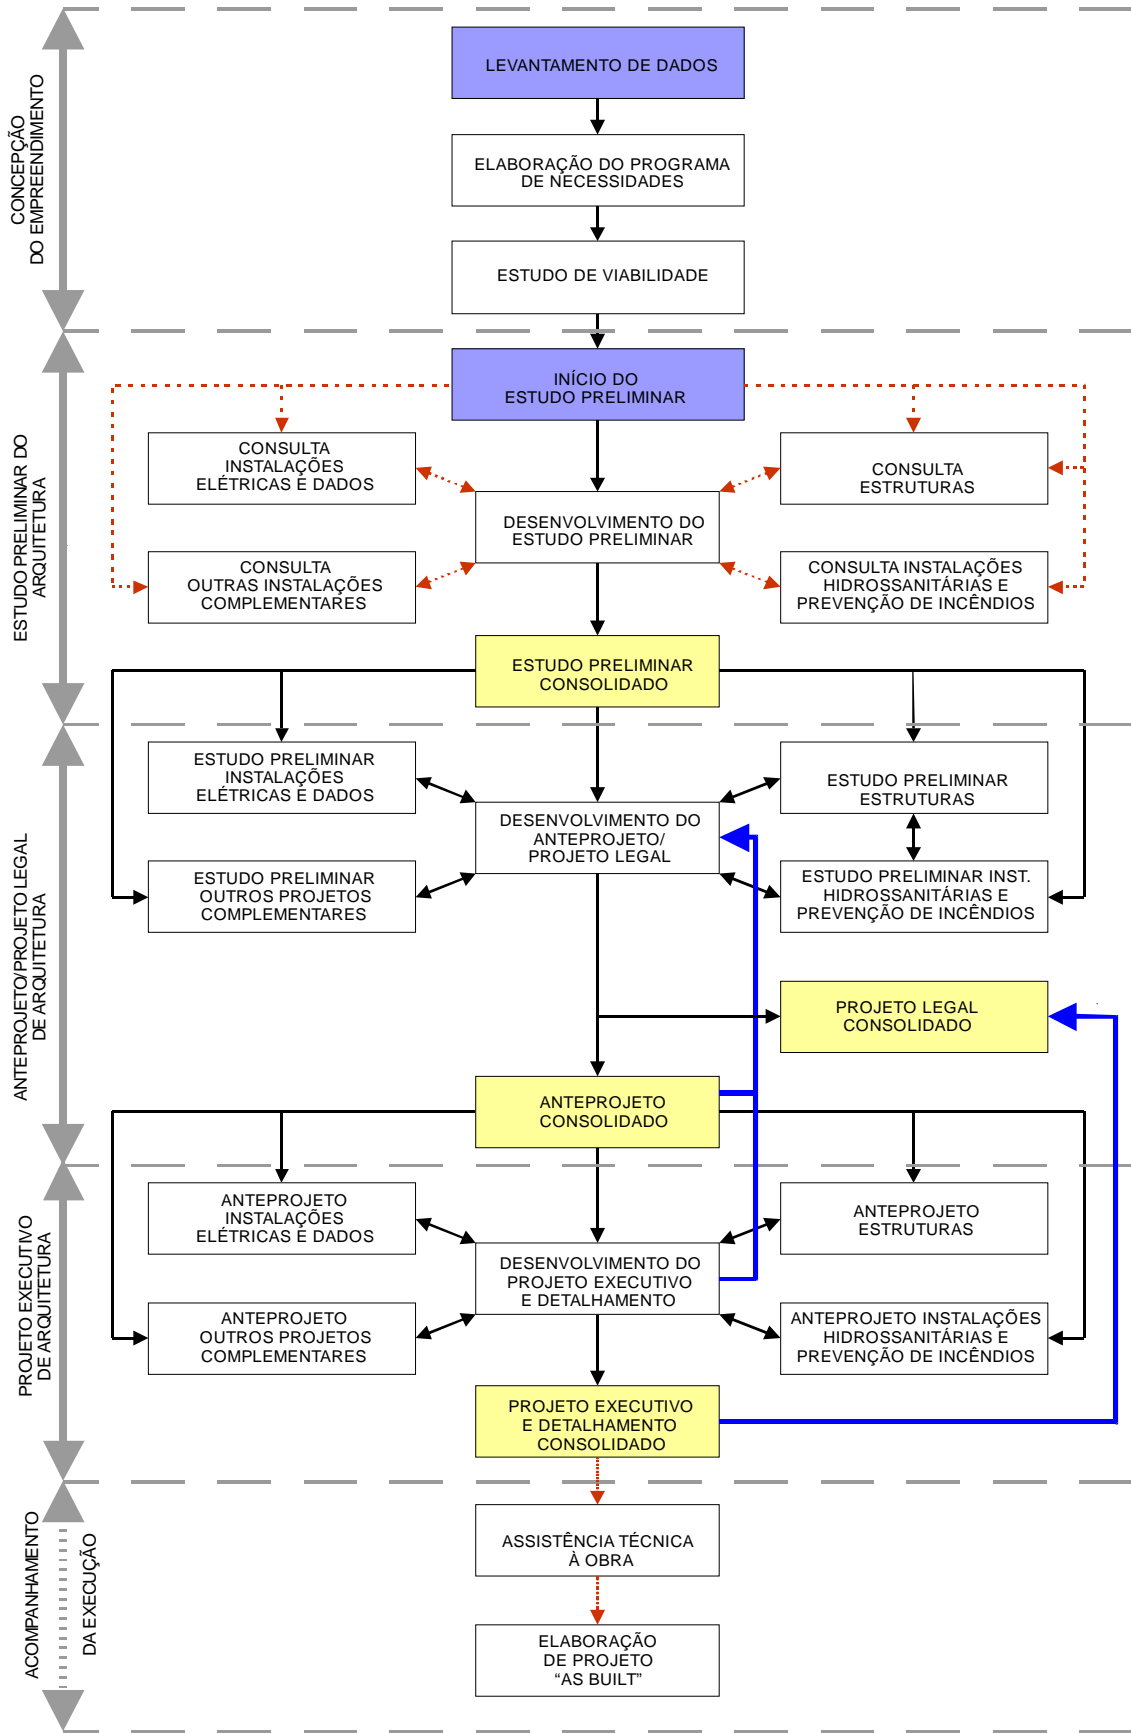 CONCEPÇÃO
DO EMPREENDIMENTO
LEVANTAMENTO DE DADOS
ELABORAÇÃO DO PROGRAMA
DE NECESSIDADES
ESTUDO DE VIABILIDADE
ESTUDO PRELIMINAR DO
ARQUITETURA
INÍCIO DO
ESTUDO PRELIMINAR
CONSULTA
INSTALAÇÕES
ELÉTRICAS E DADOS
CONSULTA
ESTRUTURAS
DESENVOLVIMENTO DO
ESTUDO PRELIMINAR
CONSULTA
OUTRAS INSTALAÇÕES
COMPLEMENTARES
CONSULTA INSTALAÇÕES
HIDROSSANITÁRIAS E
PREVENÇÃO DE INCÊNDIOS
ESTUDO PRELIMINAR
CONSOLIDADO
ANTEPROJETO/PROJETO LEGAL
DE ARQUITETURA
ESTUDO PRELIMINAR
INSTALAÇÕES
ELÉTRICAS E DADOS
ESTUDO PRELIMINAR
ESTRUTURAS
DESENVOLVIMENTO DO
ANTEPROJETO/
PROJETO LEGAL
ESTUDO PRELIMINAR
OUTROS PROJETOS
COMPLEMENTARES
ESTUDO PRELIMINAR INST.
HIDROSSANITÁRIAS E
PREVENÇÃO DE INCÊNDIOS
PROJETO LEGAL
CONSOLIDADO
ANTEPROJETO
CONSOLIDADO
PROJETO EXECUTIVO
DE ARQUITETURA
ANTEPROJETO
INSTALAÇÕES
ELÉTRICAS E DADOS
ANTEPROJETO
ESTRUTURAS
DESENVOLVIMENTO DO
PROJETO EXECUTIVO
E DETALHAMENTO
ANTEPROJETO
OUTROS PROJETOS
COMPLEMENTARES
ANTEPROJETO INSTALAÇÕES
HIDROSSANITÁRIAS E
PREVENÇÃO DE INCÊNDIOS
PROJETO EXECUTIVO
E DETALHAMENTO
CONSOLIDADO
ACOMPANHAMENTO
DA EXECUÇÃO
ASSISTÊNCIA TÉCNICA
À OBRA
ELABORAÇÃO
DE PROJETO
“AS BUILT”